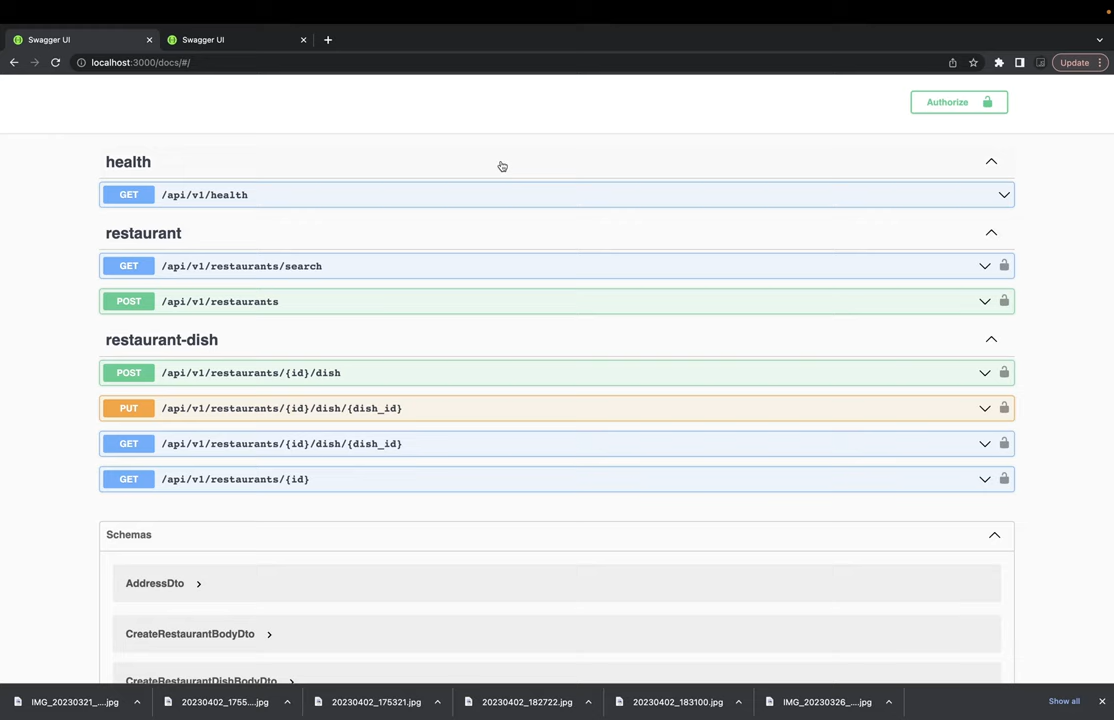 Swagger UI
Swagger UI
localhost:3000/docs/#/
Update
Authorize
health
GET /api/v1/health
restaurant
GET /api/v1/restaurants/search
POST /api/v1/restaurants
restaurant-dish
POST /api/v1/restaurants/{id}/dish
PUT /api/v1/restaurants/{id}/dish/{dish_id}
GET /api/v1/restaurants/{id}/dish/{dish_id}
GET /api/v1/restaurants/{id}
Schemas
AddressDto
CreateRestaurantBodyDto
CreateRestaurantDishBodyDto
IMG_20230321_....jpg
20230402_1755....jpg
20230402_175321.jpg
20230402_182722.jpg
20230402_183100.jpg
IMG_20230326_....jpg
Show all